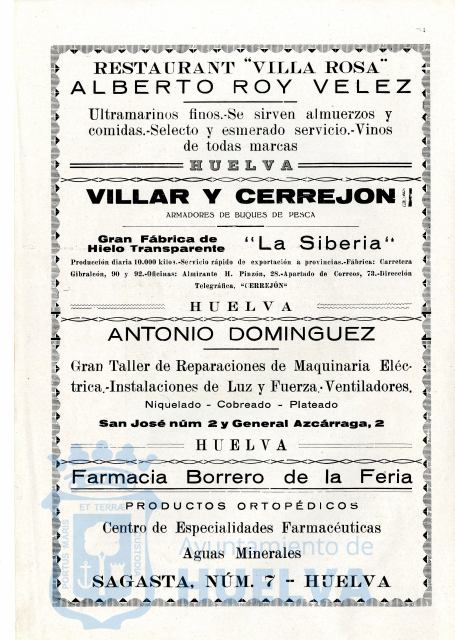 RESTAURANT "VILLA ROSA"
ALBERTO ROY VELEZ
Ultramarinos finos.-Se sirven almuerzos y
comidas.-Selecto y esmerado servicio.-Vinos
de todas marcas
HUELVA
VILLAR Y CERREJON
ARMADORES DE BUQUES DE PESCA
Gran Fábrica de
Hielo Transparente
"La Siberia"
Producción diaria 10.000 kilos.-Servicio rápido de exportación a provincias.-Fábrica: Carretera
Gibraleón, 90 y 92.-Oficinas: Almirante H. Pinzón, 28.-Apartado de Correos, 73.-Dirección
Telegráfica, "CERREJÓN"
HUELVA
ANTONIO DOMINGUEZ
Gran Taller de Reparaciones de Maquinaria Eléc-
trica.-Instalaciones de Luz y Fuerza.-Ventiladores.
Niquelado - Cobreado - Plateado
San José núm 2 y General Azcárraga, 2
HUELVA
Farmacia Borrero de la Feria
PRODUCTOS ORTOPÉDICOS
Centro de Especialidades Farmacéuticas
Aguas Minerales
SAGASTA, NÚM. 7 - HUELVA
PORTUS MARIS
ET TERRAE
CUSTODIA
Ayuntamiento de
HUELVA